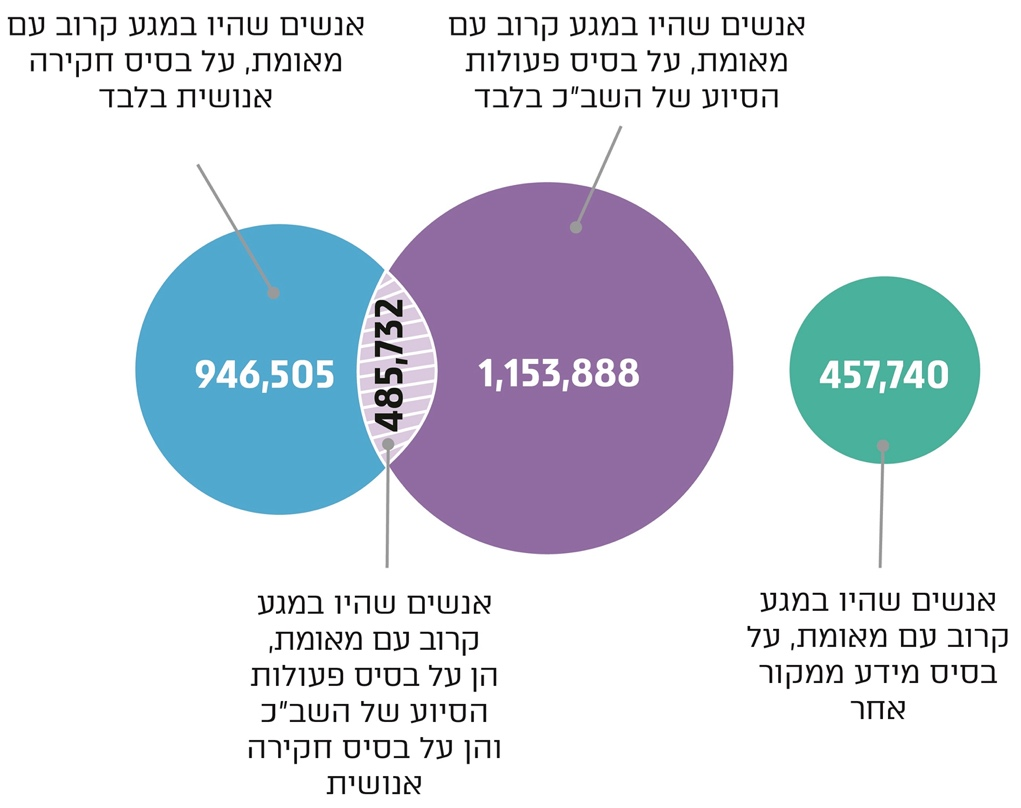 אנשים שהיו במגע קרוב עם
מאומת, על בסיס פעולות
הסיוע של השב"כ בלבד
אנשים שהיו במגע קרוב עם
מאומת, על בסיס חקירה
אנושית בלבד
457,740
1,153,888
485,732
946,505
אנשים שהיו במגע
קרוב עם מאומת, על
בסיס מידע ממקור
אחר
אנשים שהיו במגע
קרוב עם מאומת,
הן על בסיס פעולות
הסיוע של השב"כ
והן על בסיס חקירה
אנושית